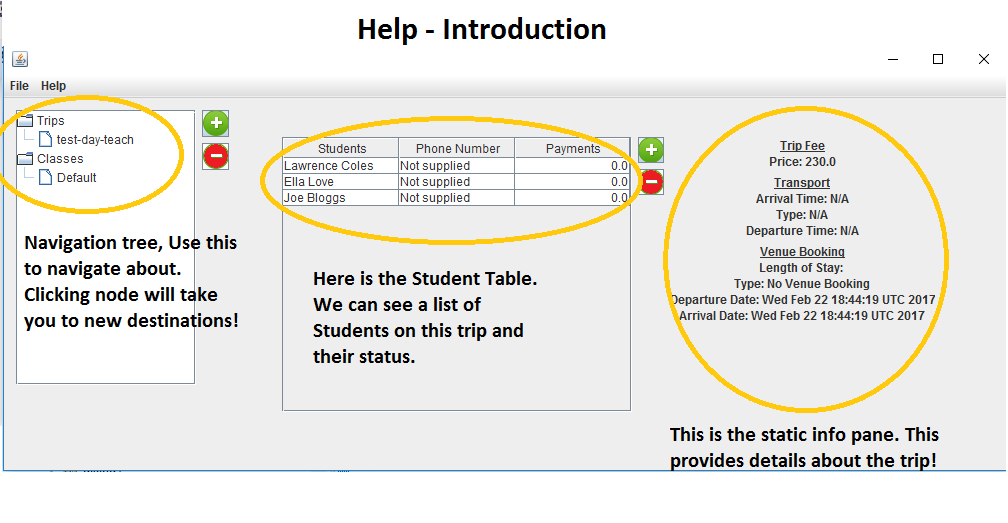 Help - Introduction
File Help
Trips
test-day-teach
Classes
Default
Navigation tree, Use this
to navigate about.
Clicking node will take
you to new destinations!
Students Phone Number Payments
Lawrence Coles Not supplied 0.0
Ella Love Not supplied 0.0
Joe Bloggs Not supplied 0.0
Here is the Student Table.
We can see a list of
Students on this trip and
their status.
Trip Fee
Price: 230.0
Transport
Arrival Time: N/A
Type: N/A
Departure Time: N/A
Venue Booking
Length of Stay:
Type: No Venue Booking
Departure Date: Wed Feb 22 18:44:19 UTC 2017
Arrival Date: Wed Feb 22 18:44:19 UTC 2017
This is the static info pane. This
provides details about the trip!